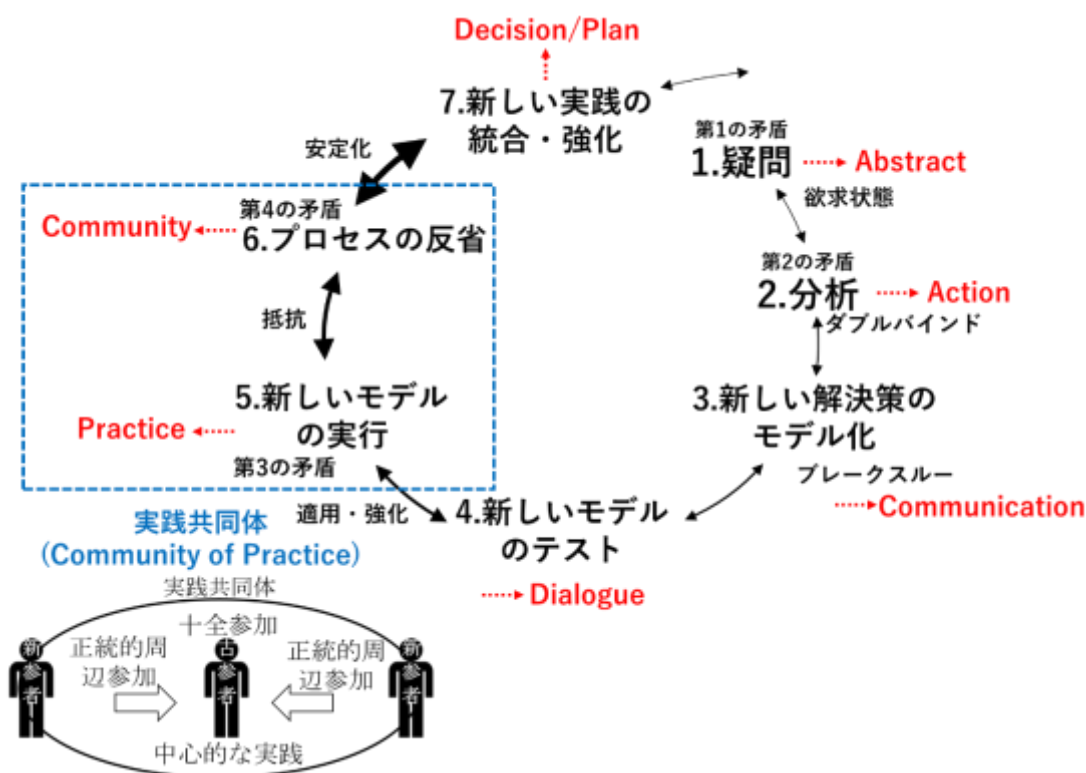 Decision/Plan
7.新しい実践の
統合・強化
安定化
第1の矛盾
1.疑問
Abstract
欲求状態
第2の矛盾
2.分析
Action
ダブルバインド
3.新しい解決策の
モデル化
ブレークスルー
Communication
4.新しいモデル
のテスト
Dialogue
適用・強化
5.新しいモデル
の実行
第3の矛盾
Practice
抵抗
第4の矛盾
6.プロセスの反省
Community
実践共同体
(Community of Practice)
実践共同体
十全参加
新参者
正統的周
辺参加
古参者
正統的周
辺参加
新参者
中心的な実践